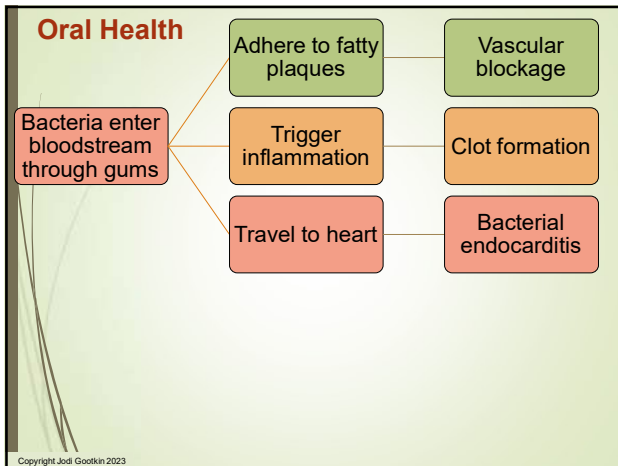 Oral Health
Bacteria enter
bloodstream
through gums
Adhere to fatty
plaques
Vascular
blockage
Trigger
inflammation
Clot formation
Travel to heart
Bacterial
endocarditis
Copyright Jodi Gootkin 2023